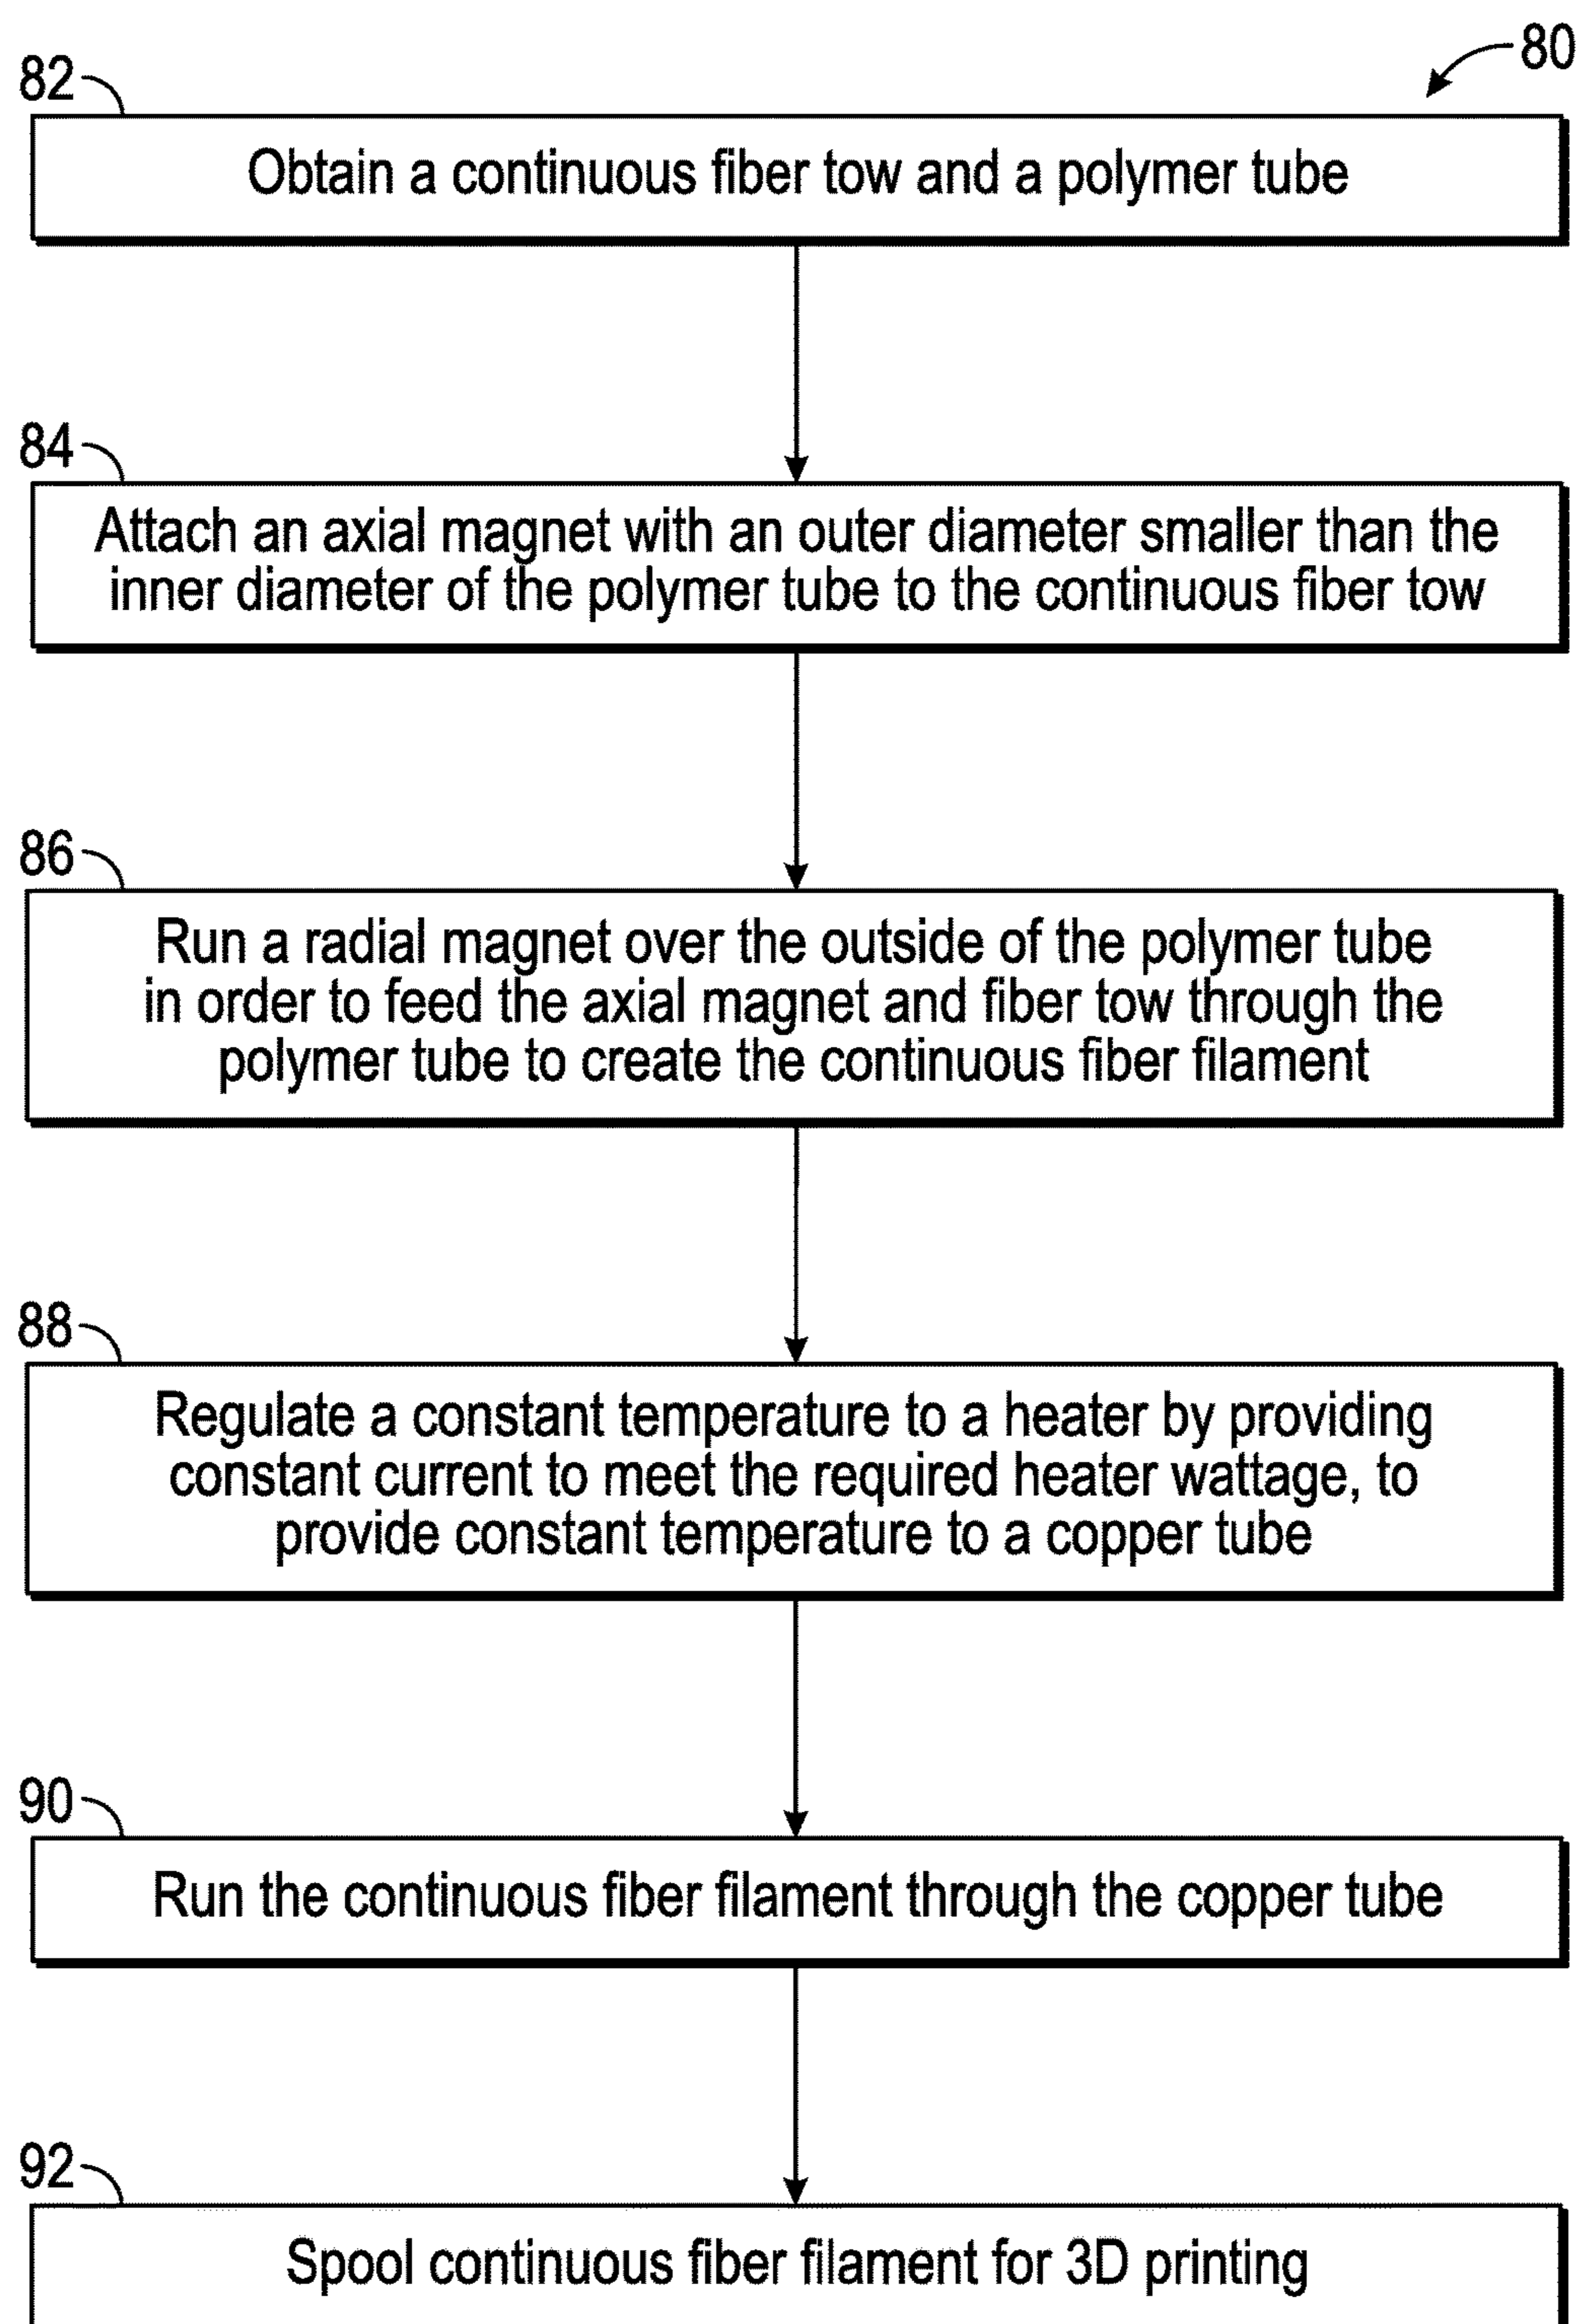 80
82
Obtain a continuous fiber tow and a polymer tube
84
Attach an axial magnet with an outer diameter smaller than the
inner diameter of the polymer tube to the continuous fiber tow
86
Run a radial magnet over the outside of the polymer tube
in order to feed the axial magnet and fiber tow through the
polymer tube to create the continuous fiber filament
88
Regulate a constant temperature to a heater by providing
constant current to meet the required heater wattage, to
provide constant temperature to a copper tube
90
Run the continuous fiber filament through the copper tube
92
Spool continuous fiber filament for 3D printing